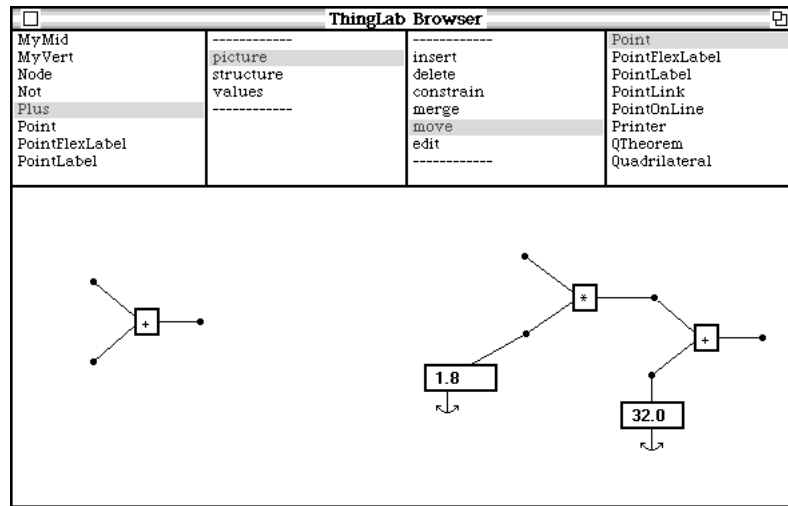 ThingLab Browser
MyMid
MyVert
Node
Not
Plus
Point
PointFlexLabel
PointLabel
------------
picture
structure
values
------------
------------
insert
delete
constrain
merge
move
edit
------------
Point
PointFlexLabel
PointLabel
PointLink
PointOnLine
Printer
QTheorem
Quadrilateral
+
*
+
1.8
32.0